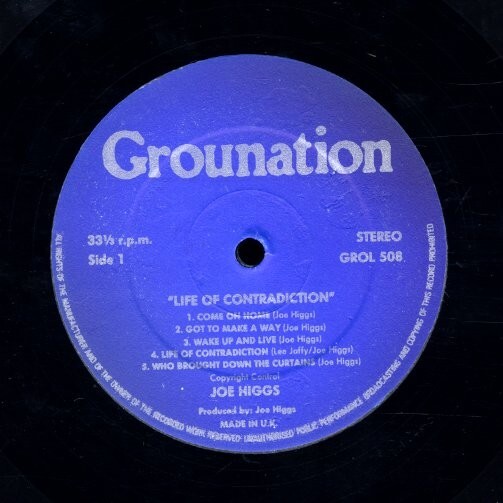 Grounation
33⅓ r.p.m.
Side 1
STEREO
GROL 508
"LIFE OF CONTRADICTION"
1. COME ON HOME (Joe Higgs)
2. GOT TO MAKE A WAY (Joe Higgs)
3. WAKE UP AND LIVE (Joe Higgs)
4. LIFE OF CONTRADICTION (Lee Jaffy/Joe Higgs)
5. WHO BROUGHT DOWN THE CURTAINS (Joe Higgs)
Copyright Control
JOE HIGGS
Produced by: Joe Higgs
MADE IN U.K.
ALL RIGHTS OF THE MANUFACTURER AND OF THE OWNER OF THE RECORDED WORK RESERVED UNAUTHORISED PUBLIC PERFORMANCE BROADCASTING AND COPYING OF THIS RECORD PROHIBITED